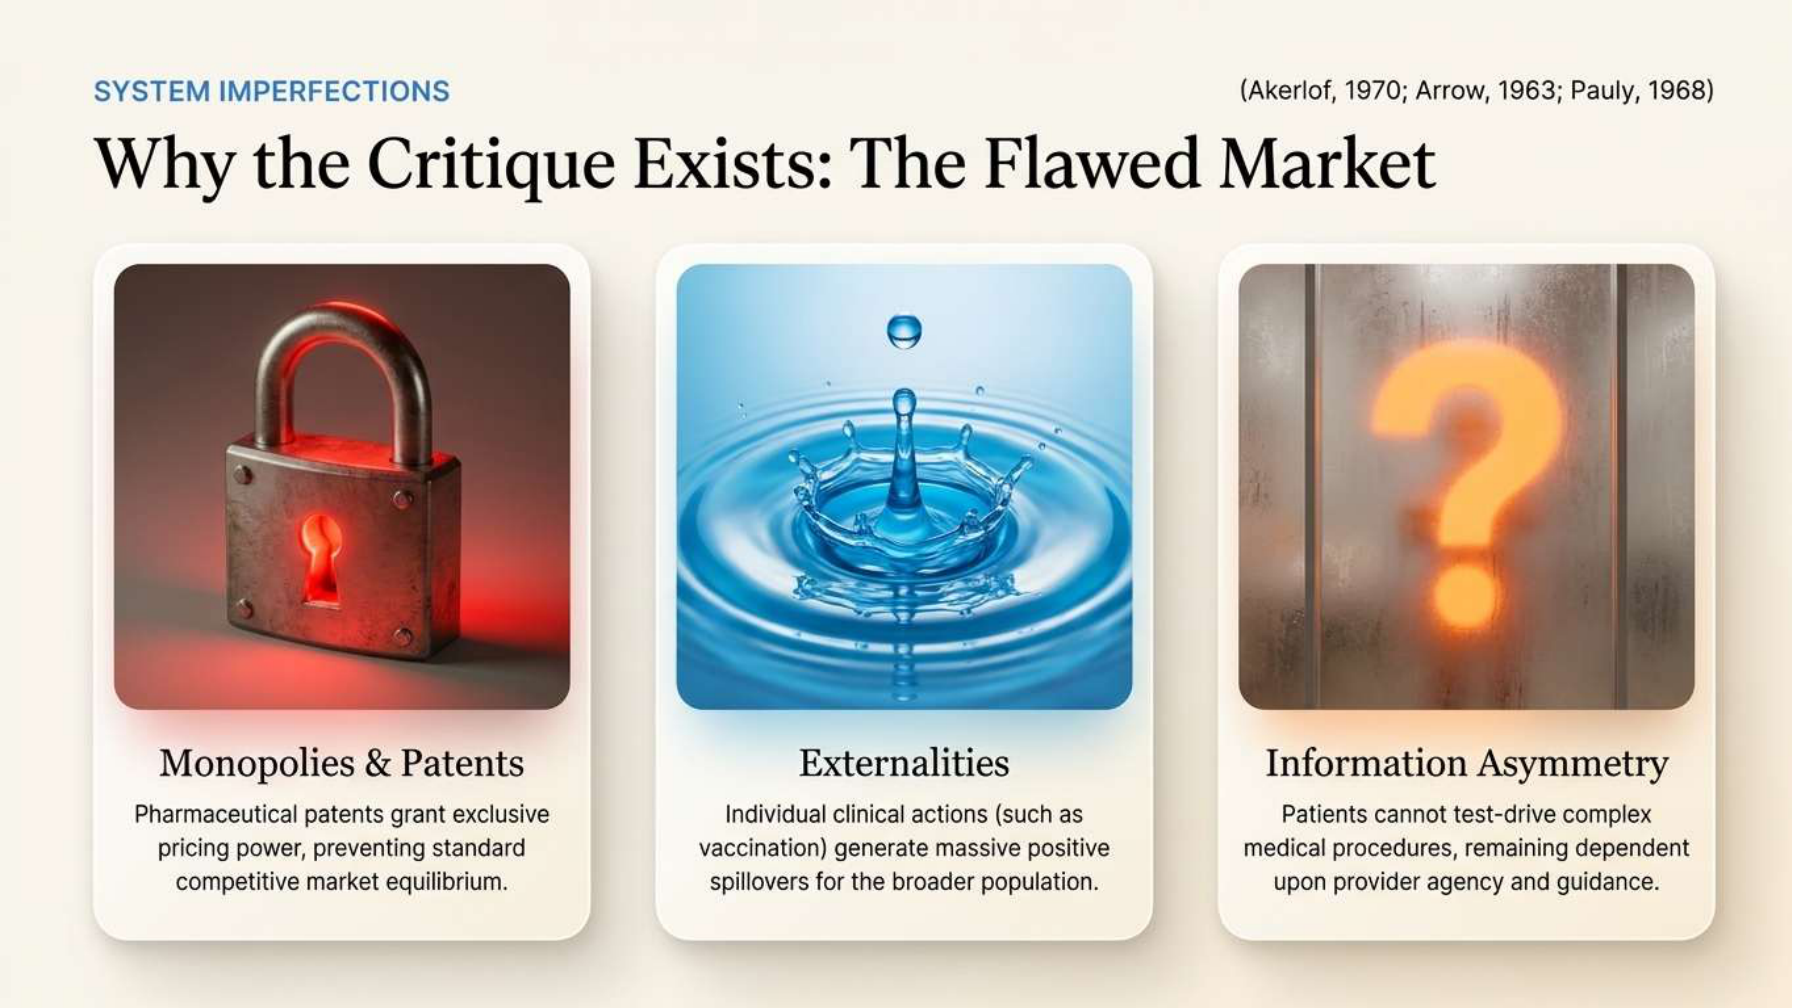 SYSTEM IMPERFECTIONS
(Akerlof, 1970; Arrow, 1963; Pauly, 1968)
Why the Critique Exists: The Flawed Market
Monopolies & Patents
Pharmaceutical patents grant exclusive
pricing power, preventing standard
competitive market equilibrium.
Externalities
Individual clinical actions (such as
vaccination) generate massive positive
spillovers for the broader population.
Information Asymmetry
Patients cannot test-drive complex
medical procedures, remaining dependent
upon provider agency and guidance.